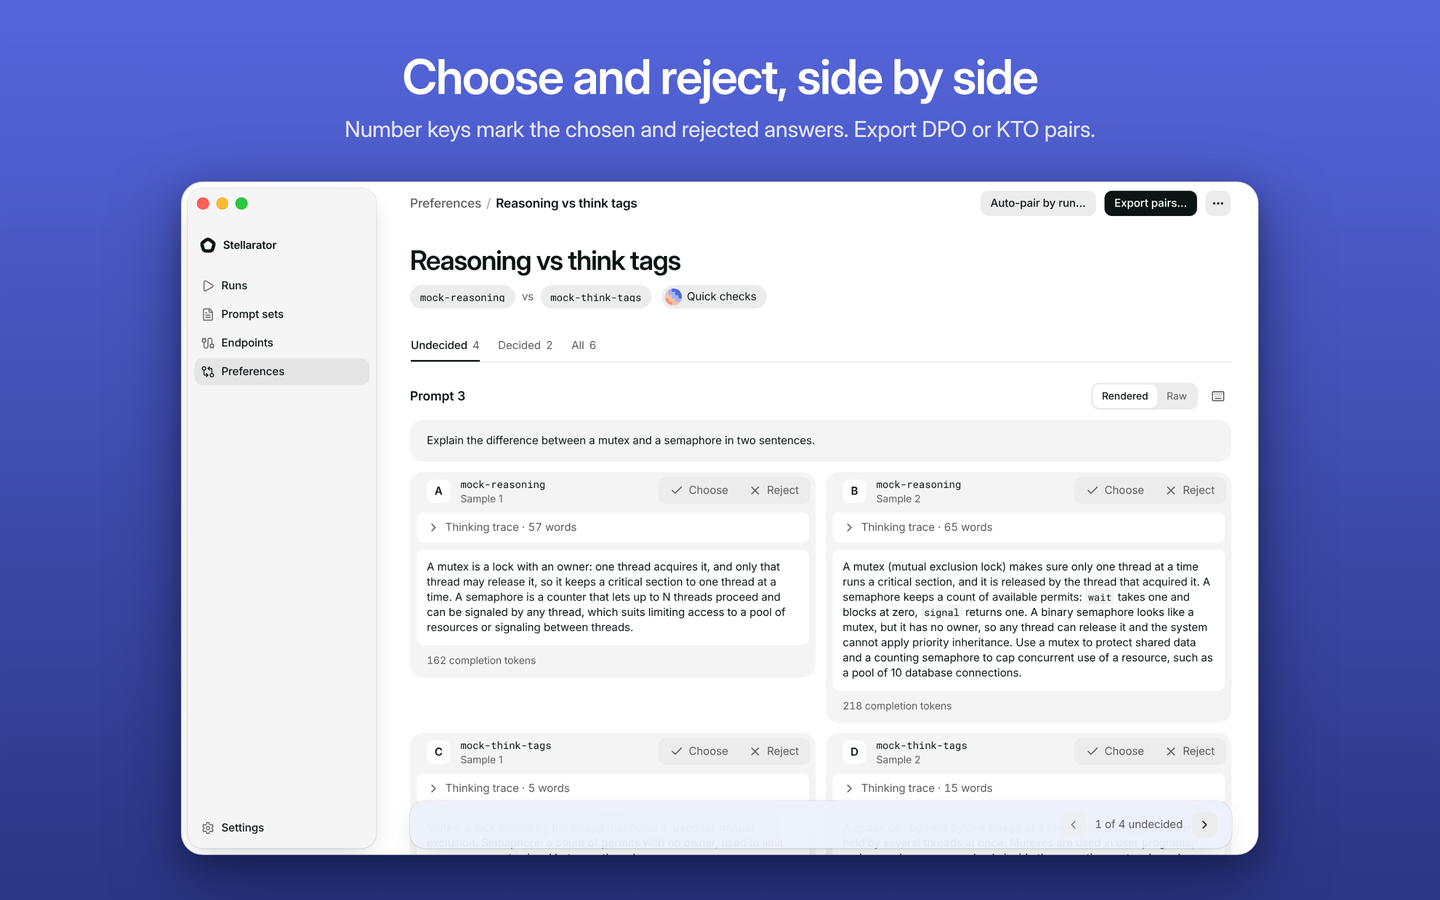 Choose and reject, side by side
Number keys mark the chosen and rejected answers. Export DPO or KTO pairs.
Preferences / Reasoning vs think tags
Auto-pair by run...
Export pairs...
Stellarator
Runs
Prompt sets
Endpoints
Preferences
Settings
Reasoning vs think tags
mock-reasoning vs mock-think-tags Quick checks
Undecided 4 Decided 2 All 6
Prompt 3
Rendered Raw
Explain the difference between a mutex and a semaphore in two sentences.
A
mock-reasoning
Sample 1
Choose Reject
Thinking trace · 57 words
A mutex is a lock with an owner: one thread acquires it, and only that
thread may release it, so it keeps a critical section to one thread at a
time. A semaphore is a counter that lets up to N threads proceed and
can be signaled by any thread, which suits limiting access to a pool of
resources or signaling between threads.
162 completion tokens
B
mock-reasoning
Sample 2
Choose Reject
Thinking trace · 65 words
A mutex (mutual exclusion lock) makes sure only one thread at a time
runs a critical section, and it is released by the thread that acquired it. A
semaphore keeps a count of available permits: wait takes one and
blocks at zero, signal returns one. A binary semaphore looks like a
mutex, but it has no owner, so any thread can release it and the system
cannot apply priority inheritance. Use a mutex to protect shared data
and a counting semaphore to cap concurrent use of a resource, such as
a pool of 10 database connections.
218 completion tokens
C
mock-think-tags
Sample 1
Choose Reject
Thinking trace · 5 words
D
mock-think-tags
Sample 2
Choose Reject
Thinking trace · 15 words
1 of 4 undecided